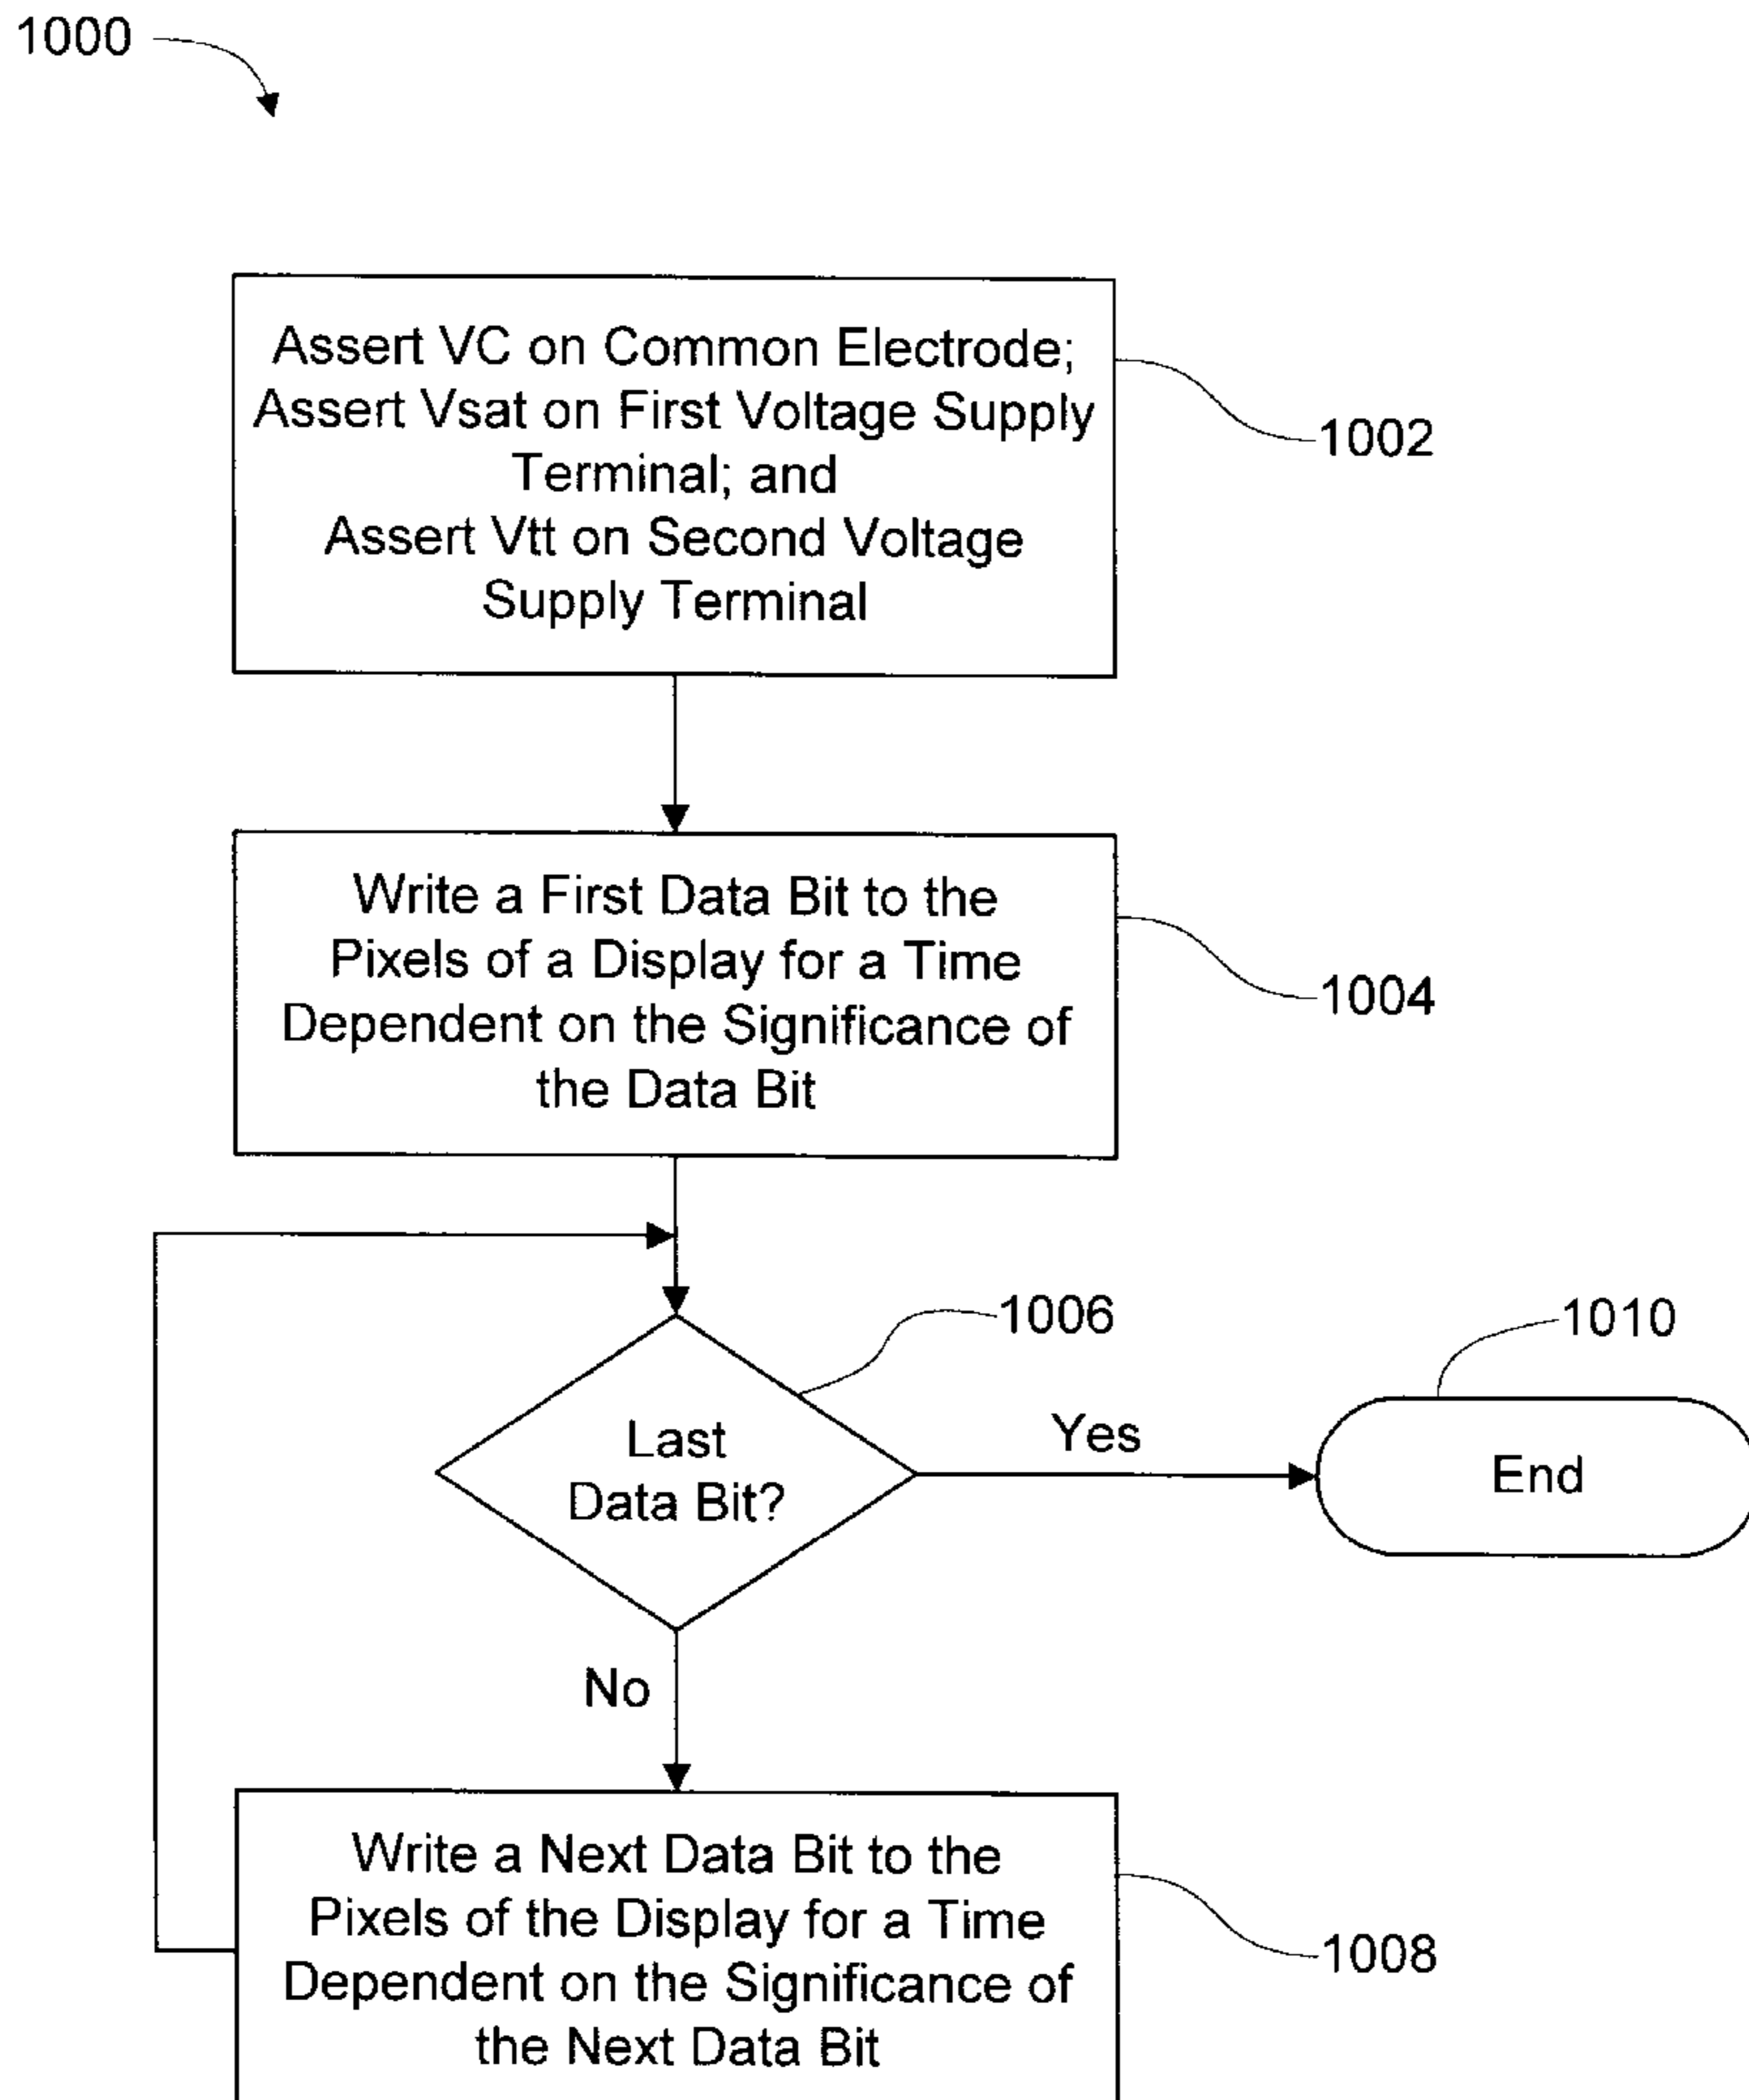 1000
Assert VC on Common Electrode;
Assert Vsat on First Voltage Supply
Terminal; and
Assert Vtt on Second Voltage
Supply Terminal
1002
Write a First Data Bit to the
Pixels of a Display for a Time
Dependent on the Significance of
the Data Bit
1004
1006
1010
Last
Data Bit?
Yes
End
No
Write a Next Data Bit to the
Pixels of the Display for a Time
Dependent on the Significance of
the Next Data Bit
1008